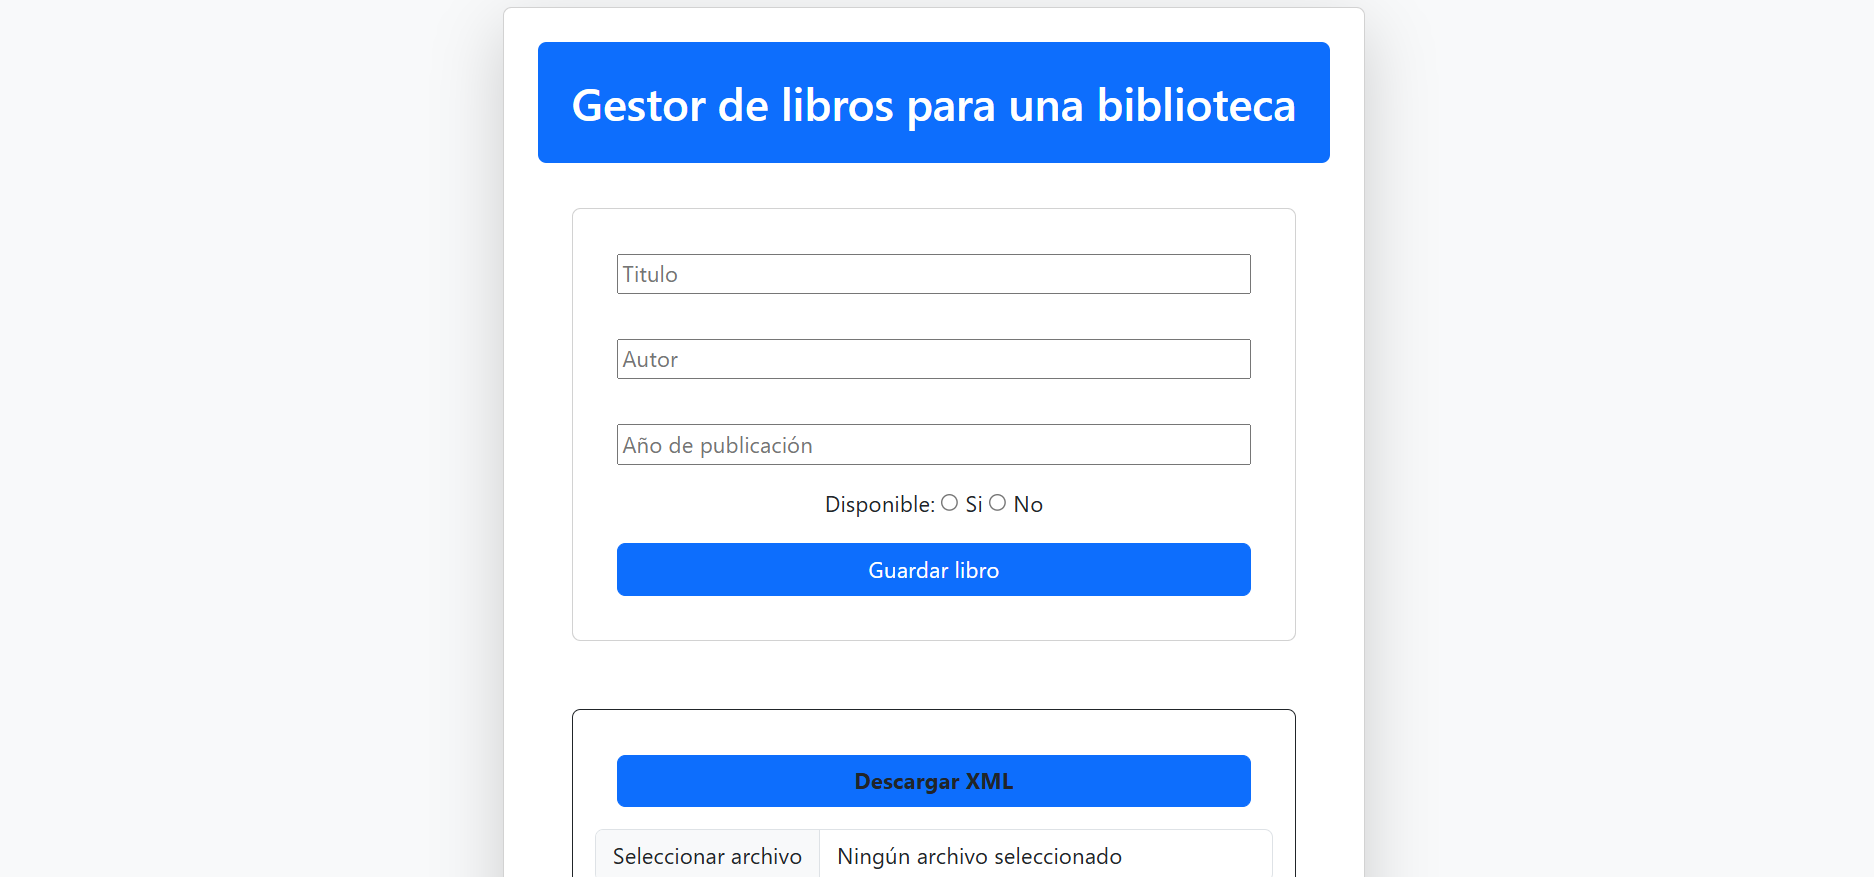 Gestor de libros para una biblioteca
Titulo
Autor
Año de publicación
Disponible: Si No
Guardar libro
Descargar XML
Seleccionar archivo Ningún archivo seleccionado